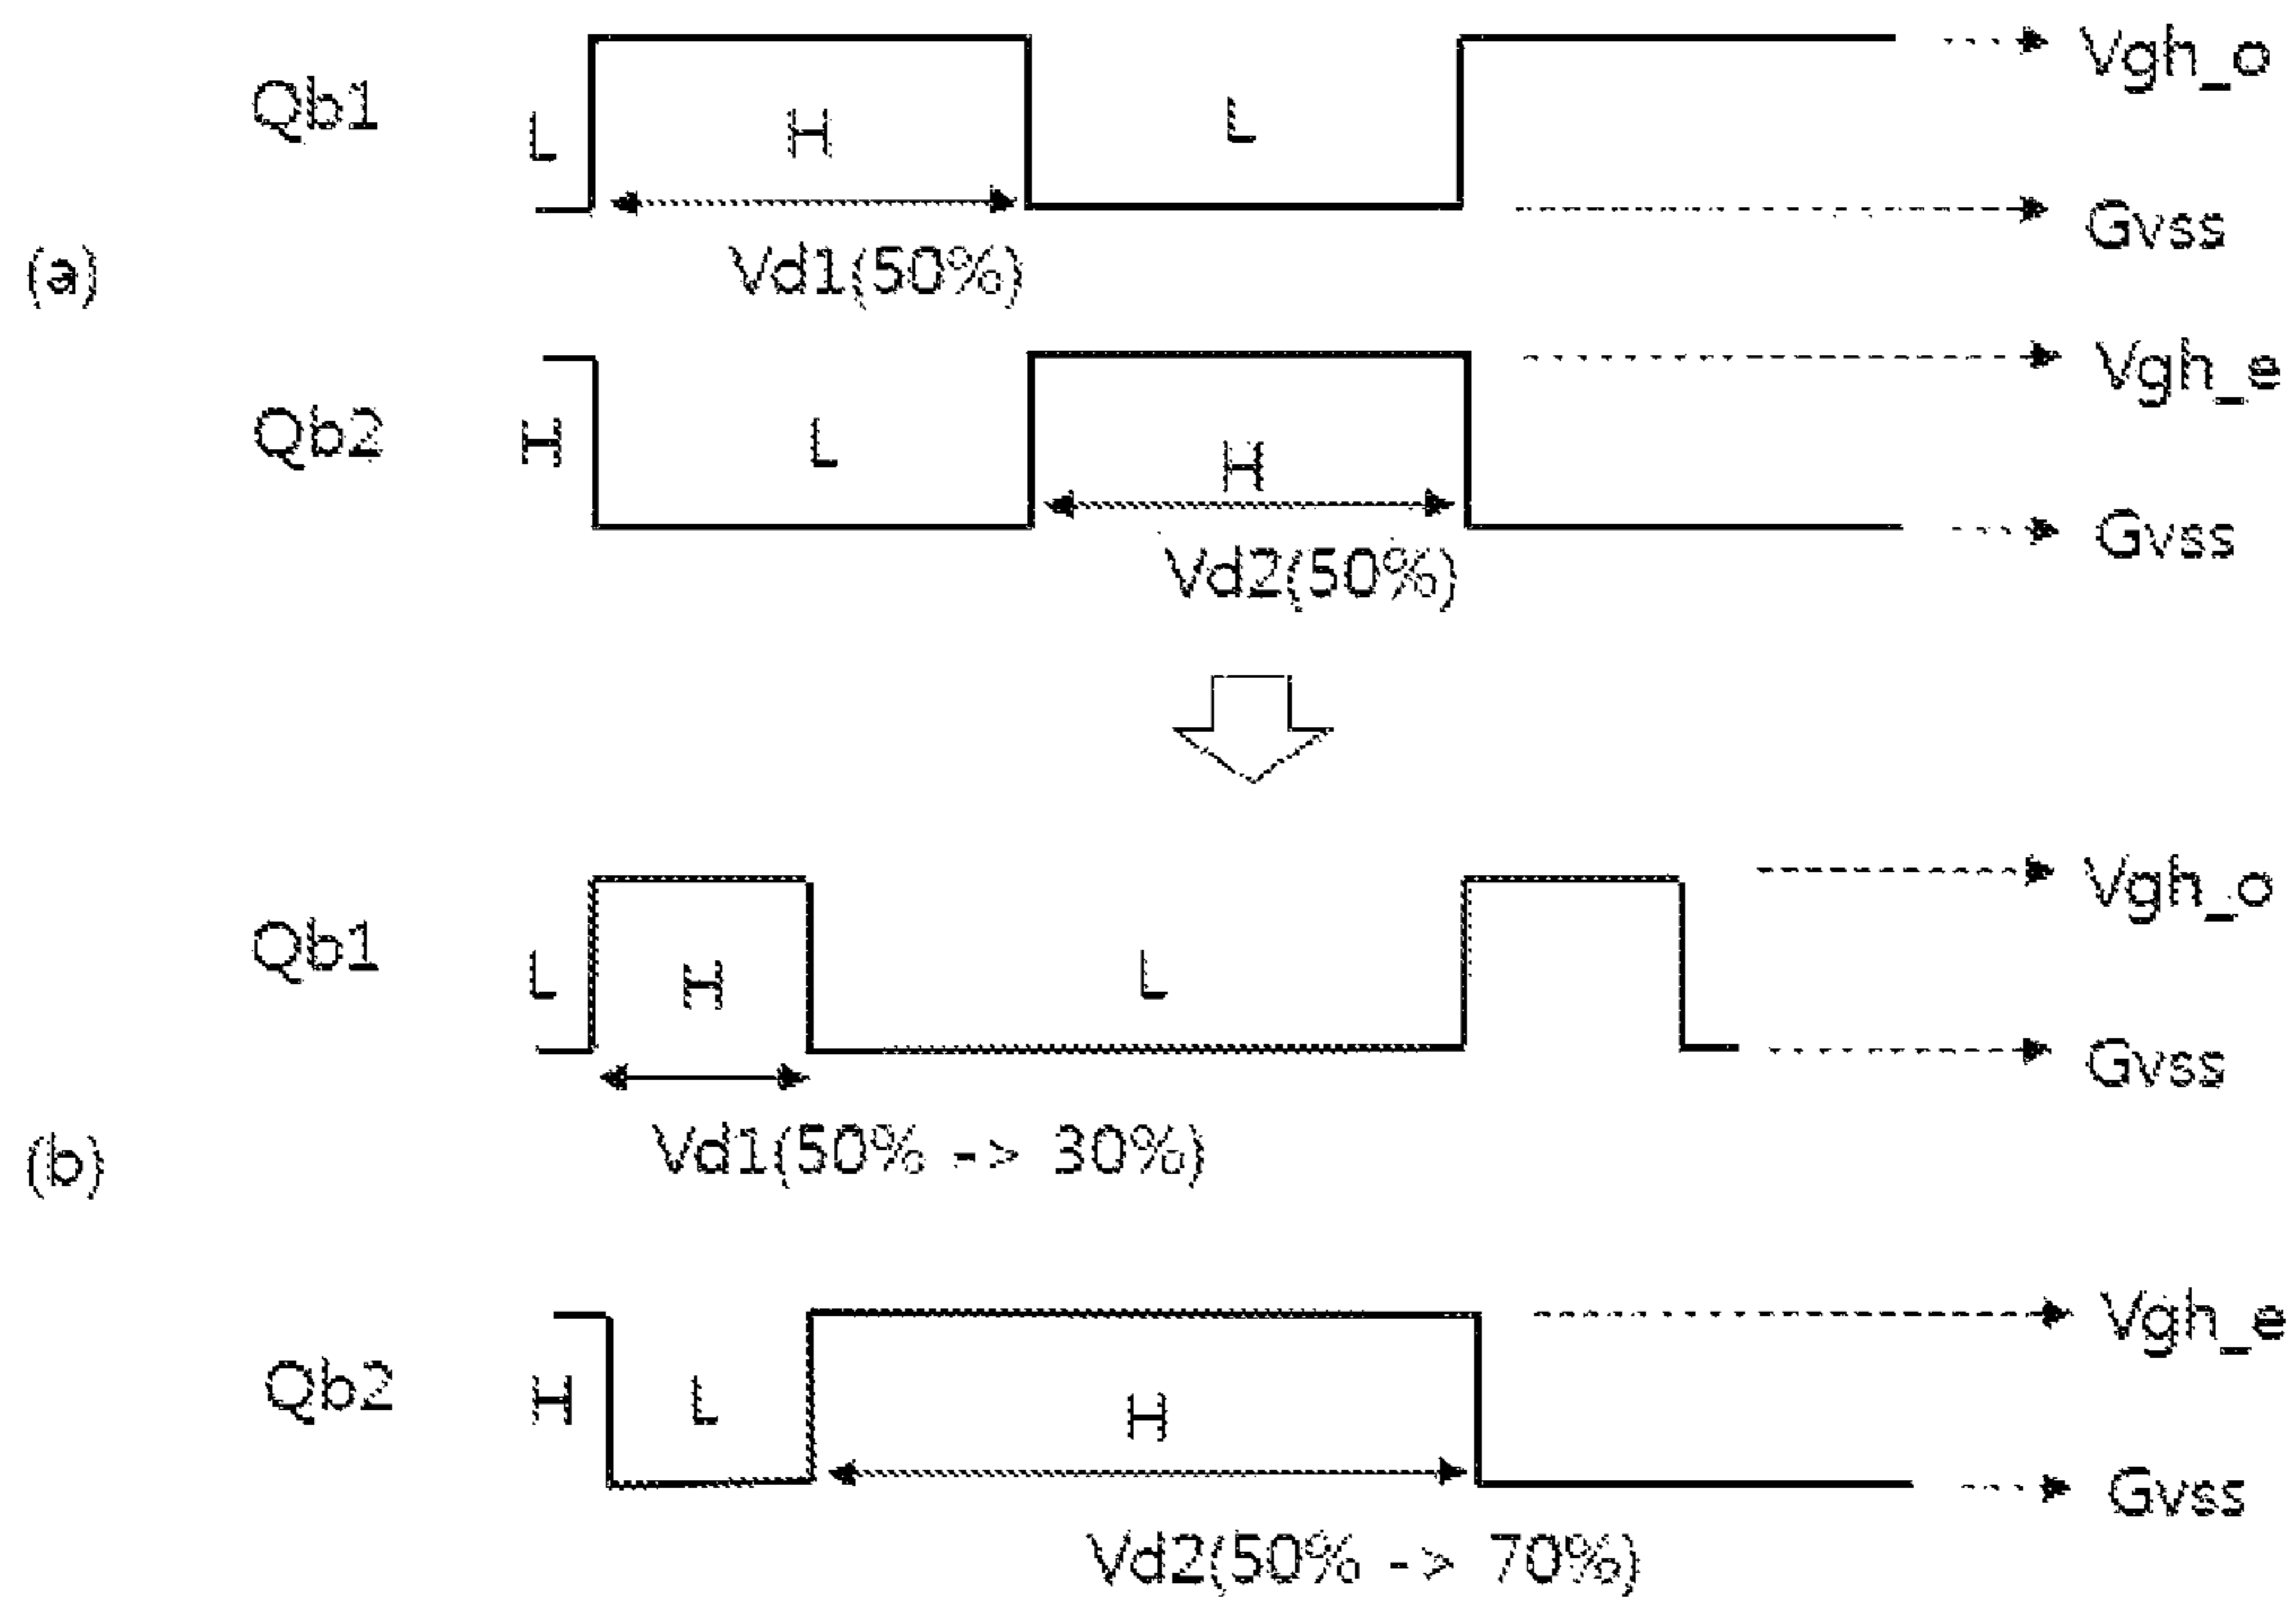 Vgh_o
Qb1 L H L
Gvss
Vd1(50%)
(a)
Vgh_e
Qb2 H L H
Gvss
Vd2(50%)
Vgh_o
Qb1 L H L
Gvss
Vd1(50% -> 30%)
(b)
Vgh_e
Qb2 H L H
Gvss
Vd2(50% -> 70%)